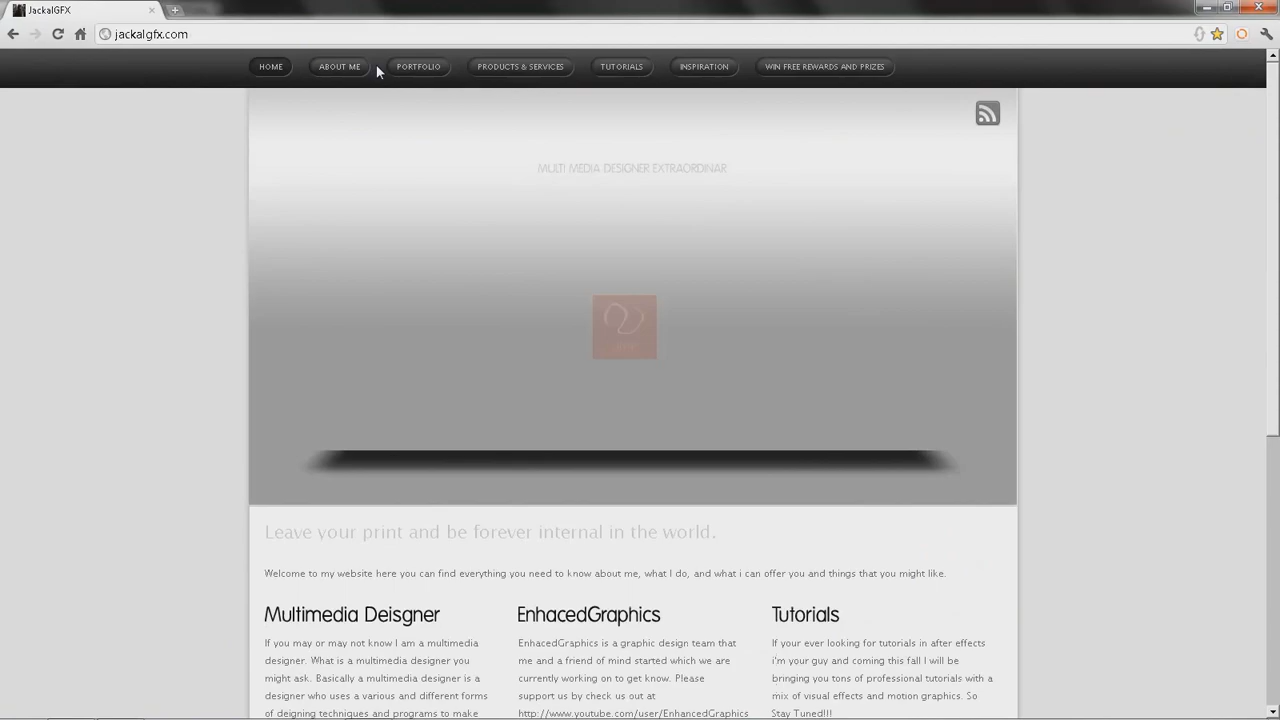 JackalGFX
jackalgfx.com
HOME ABOUT ME PORTFOLIO PRODUCTS & SERVICES TUTORIALS INSPIRATION WIN FREE REWARDS AND PRIZES
MULTI MEDIA DESIGNER EXTRAORDINAR
Leave your print and be forever internal in the world.
Welcome to my website here you can find everything you need to know about me, what I do, and what i can offer you and things that you might like.
Multimedia Deisgner
If you may or may not know I am a multimedia
designer. What is a multimedia designer you
might ask. Basically a multimedia designer is a
designer who uses a various and different forms
of deigning techniques and programs to make
EnhacedGraphics
EnhacedGraphics is a graphic design team that
me and a friend of mind started which we are
currently working on to get know. Please
support us by check us out at
http://www.youtube.com/user/EnhancedGraphics
Tutorials
If your ever looking for tutorials in after effects
i'm your guy and coming this fall I will be
bringing you tons of professional tutorials with a
mix of visual effects and motion graphics. So
Stay Tuned!!!